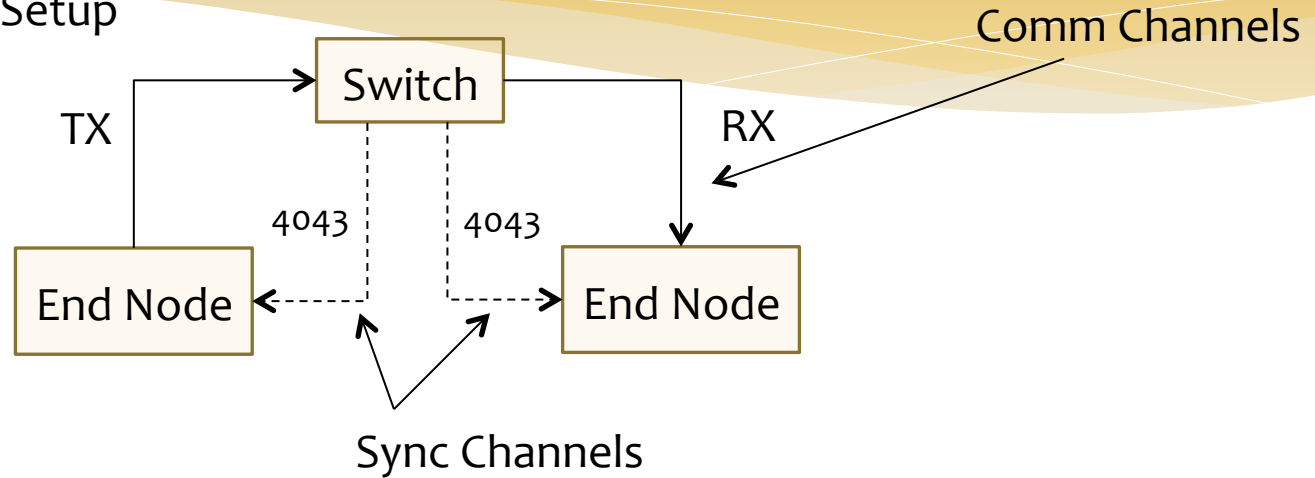 Setup
Comm Channels
Switch
TX
RX
4043
4043
End Node
End Node
Sync Channels